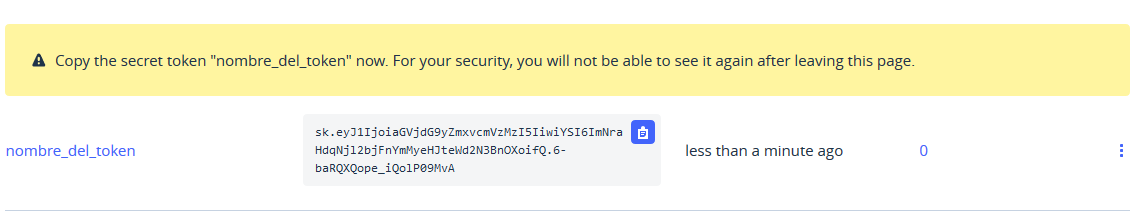 Copy the secret token "nombre_del_token" now. For your security, you will not be able to see it again after leaving this page.
nombre_del_token
sk.eyJ1IjoiaGVjdG9yZmxvcmVzMzI5IiwiYSI6ImNra
HdqNjl2bjFnYmMyeHJteWd2N3BnOXoifQ.6-
baRQXQope_iQolP09MvA
less than a minute ago
0